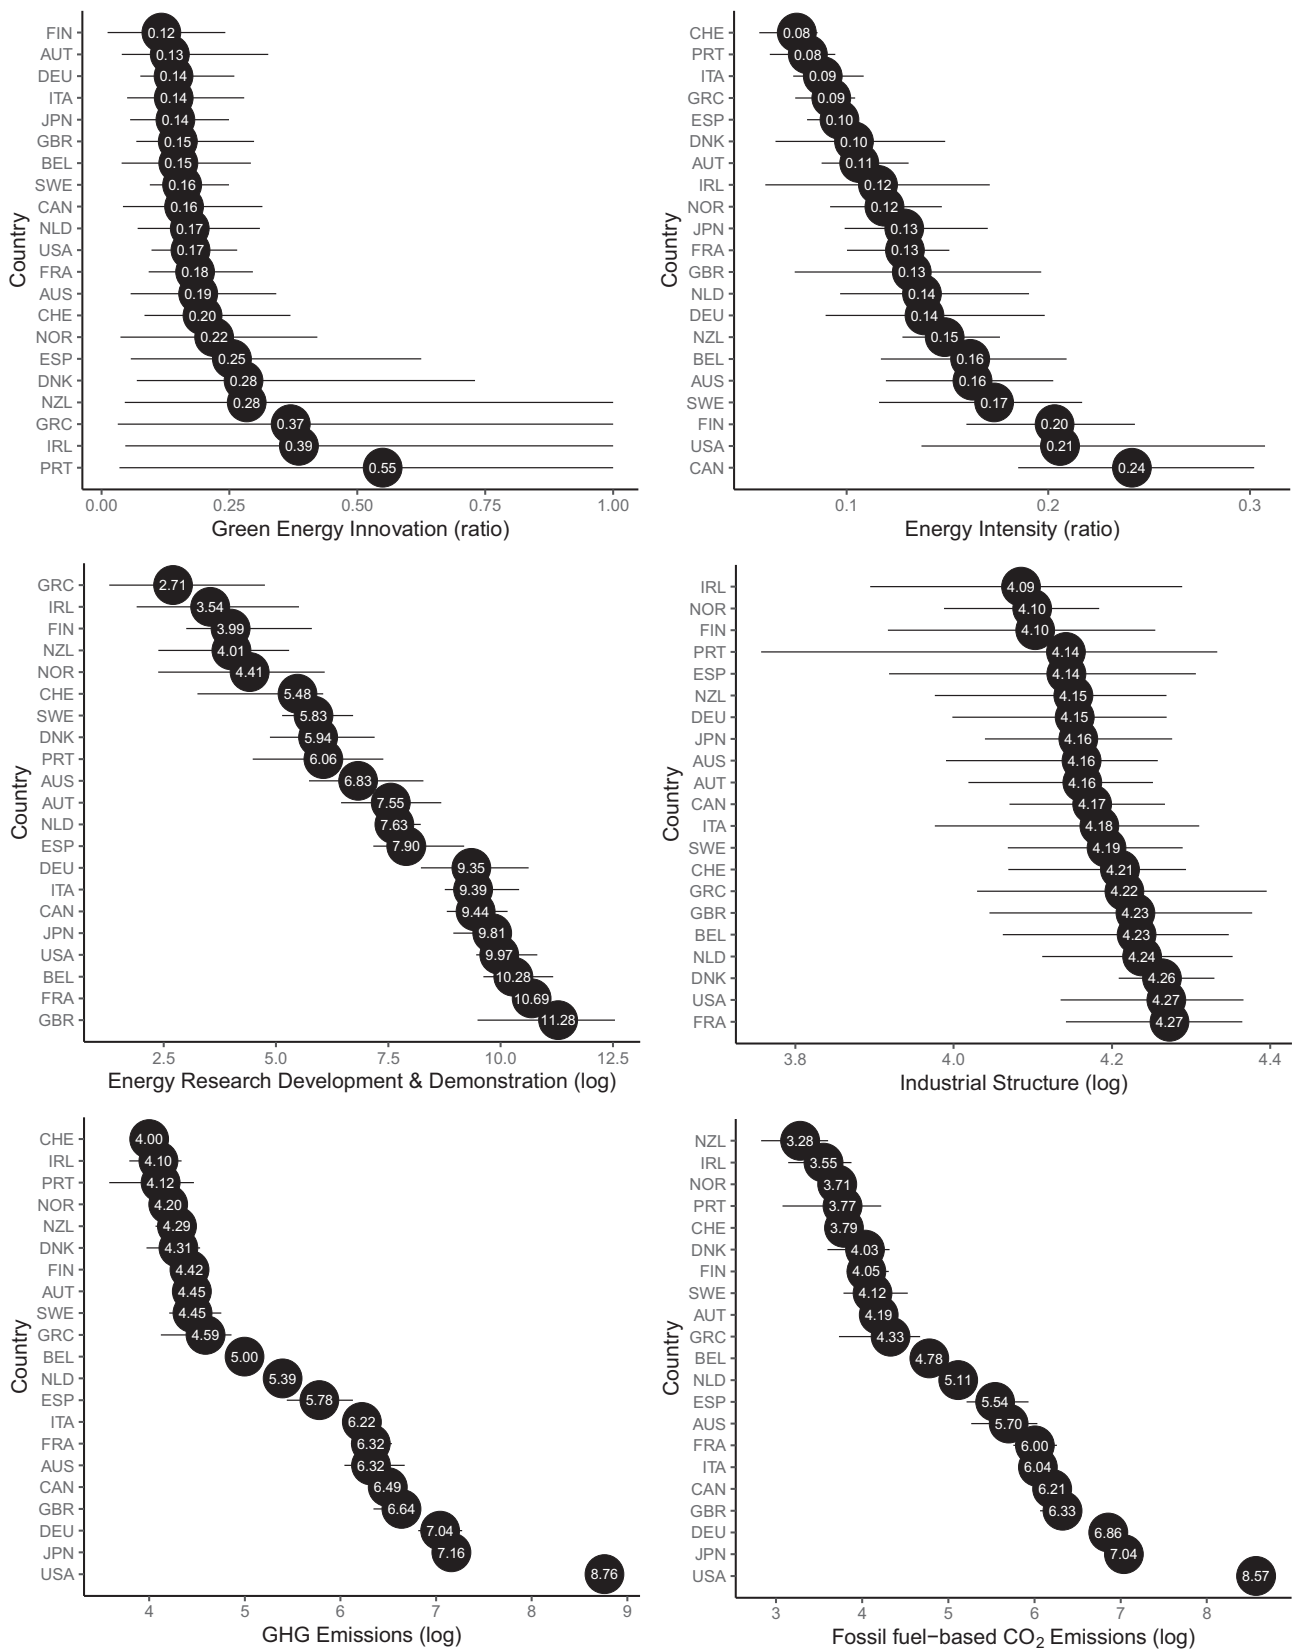 FIN 0.12
AUT 0.13
DEU 0.14
ITA 0.14
JPN 0.14
GBR 0.15
BEL 0.15
SWE 0.16
CAN 0.16
NLD 0.17
USA 0.17
FRA 0.18
AUS 0.19
CHE 0.20
NOR 0.22
ESP 0.25
DNK 0.28
NZL 0.28
GRC 0.37
IRL 0.39
PRT 0.55
Country
0.00 0.25 0.50 0.75 1.00
Green Energy Innovation (ratio)
CHE 0.08
PRT 0.08
ITA 0.09
GRC 0.09
ESP 0.10
DNK 0.10
AUT 0.11
IRL 0.12
NOR 0.12
JPN 0.13
FRA 0.13
GBR 0.13
NLD 0.14
DEU 0.14
NZL 0.15
BEL 0.16
AUS 0.16
SWE 0.17
FIN 0.20
USA 0.21
CAN 0.24
Country
0.1 0.2 0.3
Energy Intensity (ratio)
GRC 2.71
IRL 3.54
FIN 3.99
NZL 4.01
NOR 4.41
CHE 5.48
SWE 5.83
DNK 5.94
PRT 6.06
AUS 6.83
AUT 7.55
NLD 7.63
ESP 7.90
DEU 9.35
ITA 9.39
CAN 9.44
JPN 9.81
USA 9.97
BEL 10.28
FRA 10.69
GBR 11.28
Country
2.5 5.0 7.5 10.0 12.5
Energy Research Development & Demonstration (log)
IRL 4.09
NOR 4.10
FIN 4.10
PRT 4.14
ESP 4.14
NZL 4.15
DEU 4.15
JPN 4.16
AUS 4.16
AUT 4.16
CAN 4.17
ITA 4.18
SWE 4.19
CHE 4.21
GRC 4.22
GBR 4.23
BEL 4.23
NLD 4.24
DNK 4.26
USA 4.27
FRA 4.27
Country
3.8 4.0 4.2 4.4
Industrial Structure (log)
CHE 4.00
IRL 4.10
PRT 4.12
NOR 4.20
NZL 4.29
DNK 4.31
FIN 4.42
AUT 4.45
SWE 4.45
GRC 4.59
BEL 5.00
NLD 5.39
ESP 5.78
ITA 6.22
FRA 6.32
AUS 6.32
CAN 6.49
GBR 6.64
DEU 7.04
JPN 7.16
USA 8.76
Country
4 5 6 7 8 9
GHG Emissions (log)
NZL 3.28
IRL 3.55
NOR 3.71
PRT 3.77
CHE 3.79
DNK 4.03
FIN 4.05
SWE 4.12
AUT 4.19
GRC 4.33
BEL 4.78
NLD 5.11
ESP 5.54
AUS 5.70
FRA 6.00
ITA 6.04
CAN 6.21
GBR 6.33
DEU 6.86
JPN 7.04
USA 8.57
Country
3 4 5 6 7 8
Fossil fuel−based CO₂ Emissions (log)